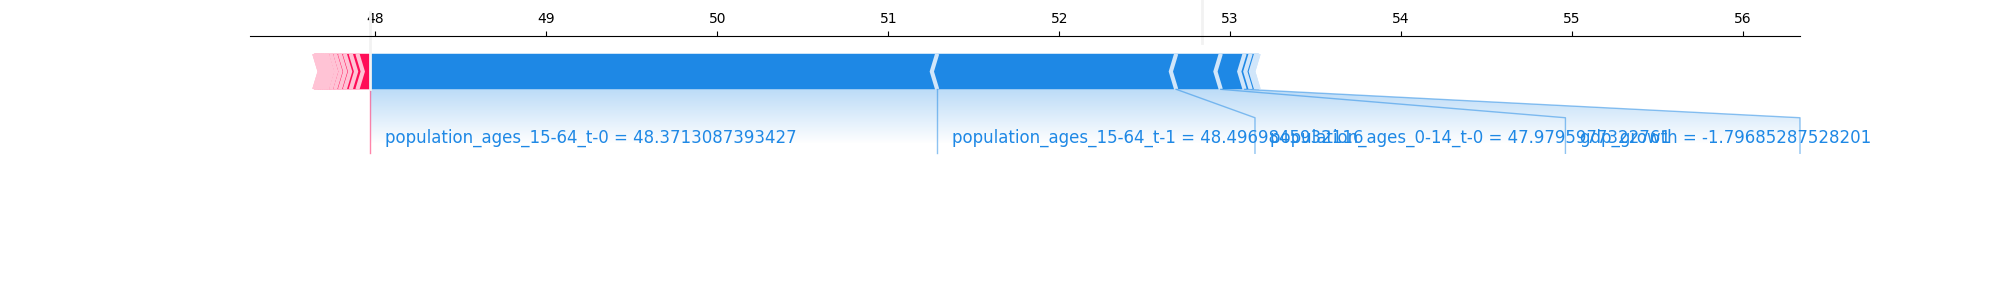 48 49 50 51 52 53 54 55 56
population_ages_15-64_t-0 = 48.3713087393427
population_ages_15-64_t-1 = 48.4969845932116
population_ages_0-14_t-0 = 47.9795977322761
gdp_growth = -1.79685287528201